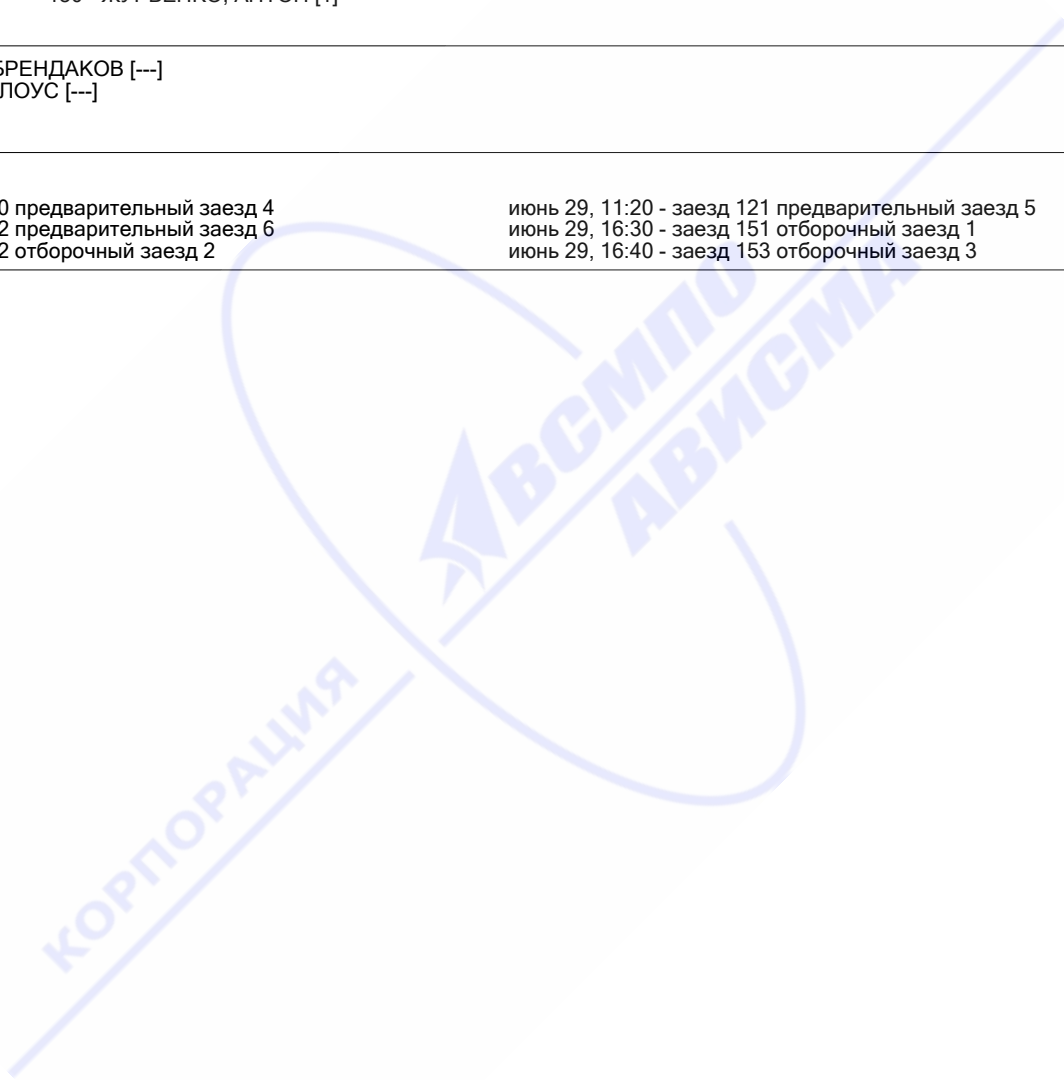 БРЕНДАКОВ [---]
ЛОУС [---]
0 предварительный заезд 4 июнь 29, 11:20 - заезд 121 предварительный заезд 5
2 предварительный заезд 6 июнь 29, 16:30 - заезд 151 отборочный заезд 1
2 отборочный заезд 2 июнь 29, 16:40 - заезд 153 отборочный заезд 3
ВСМПО
АВИСМА
КОРПОРАЦИЯ